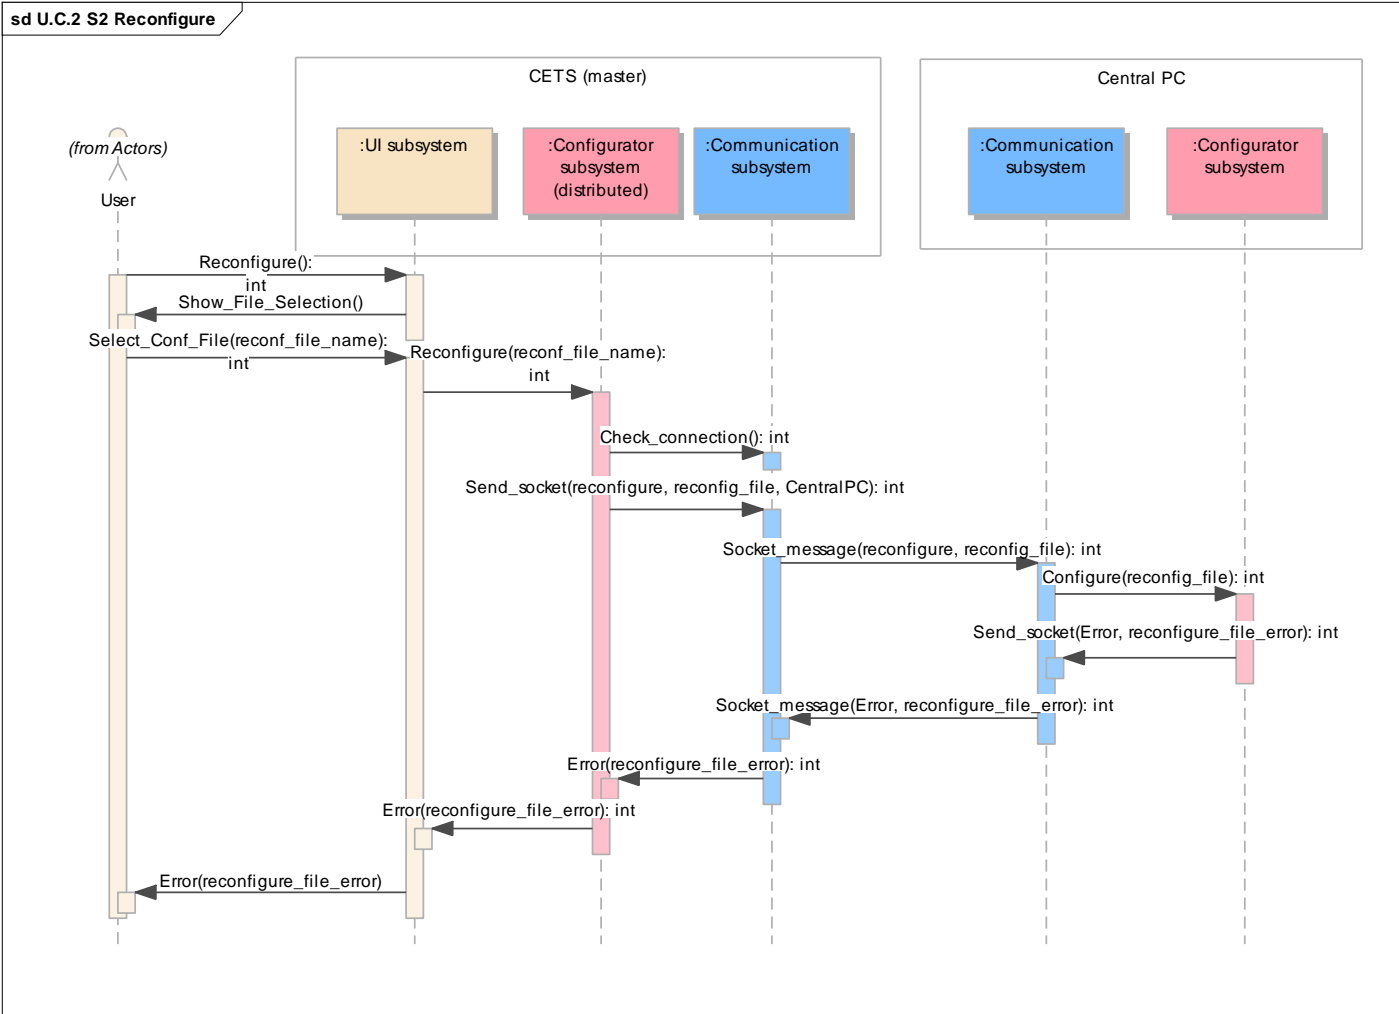 sd U.C.2 S2 Reconfigure
CETS (master)
Central PC
(from Actors)
User
:UI subsystem
:Configurator
subsystem
(distributed)
:Communication
subsystem
:Communication
subsystem
:Configurator
subsystem
Reconfigure():
int
Show_File_Selection()
Select_Conf_File(reconf_file_name):
int
Reconfigure(reconf_file_name):
int
Check_connection(): int
Send_socket(reconfigure, reconfig_file, CentralPC): int
Socket_message(reconfigure, reconfig_file): int
Configure(reconfig_file): int
Send_socket(Error, reconfigure_file_error): int
Socket_message(Error, reconfigure_file_error): int
Error(reconfigure_file_error): int
Error(reconfigure_file_error): int
Error(reconfigure_file_error)